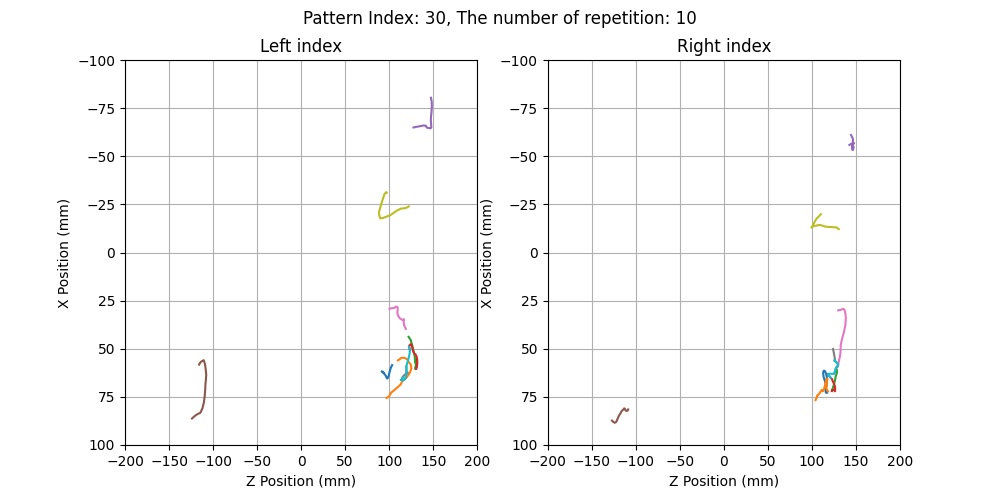 Pattern Index: 30, The number of repetition: 10
Left index
Right index
−100
−75
−50
−25
0
25
50
75
100
−200 −150 −100 −50 0 50 100 150 200
X Position (mm)
Z Position (mm)
−100
−75
−50
−25
0
25
50
75
100
−200 −150 −100 −50 0 50 100 150 200
X Position (mm)
Z Position (mm)